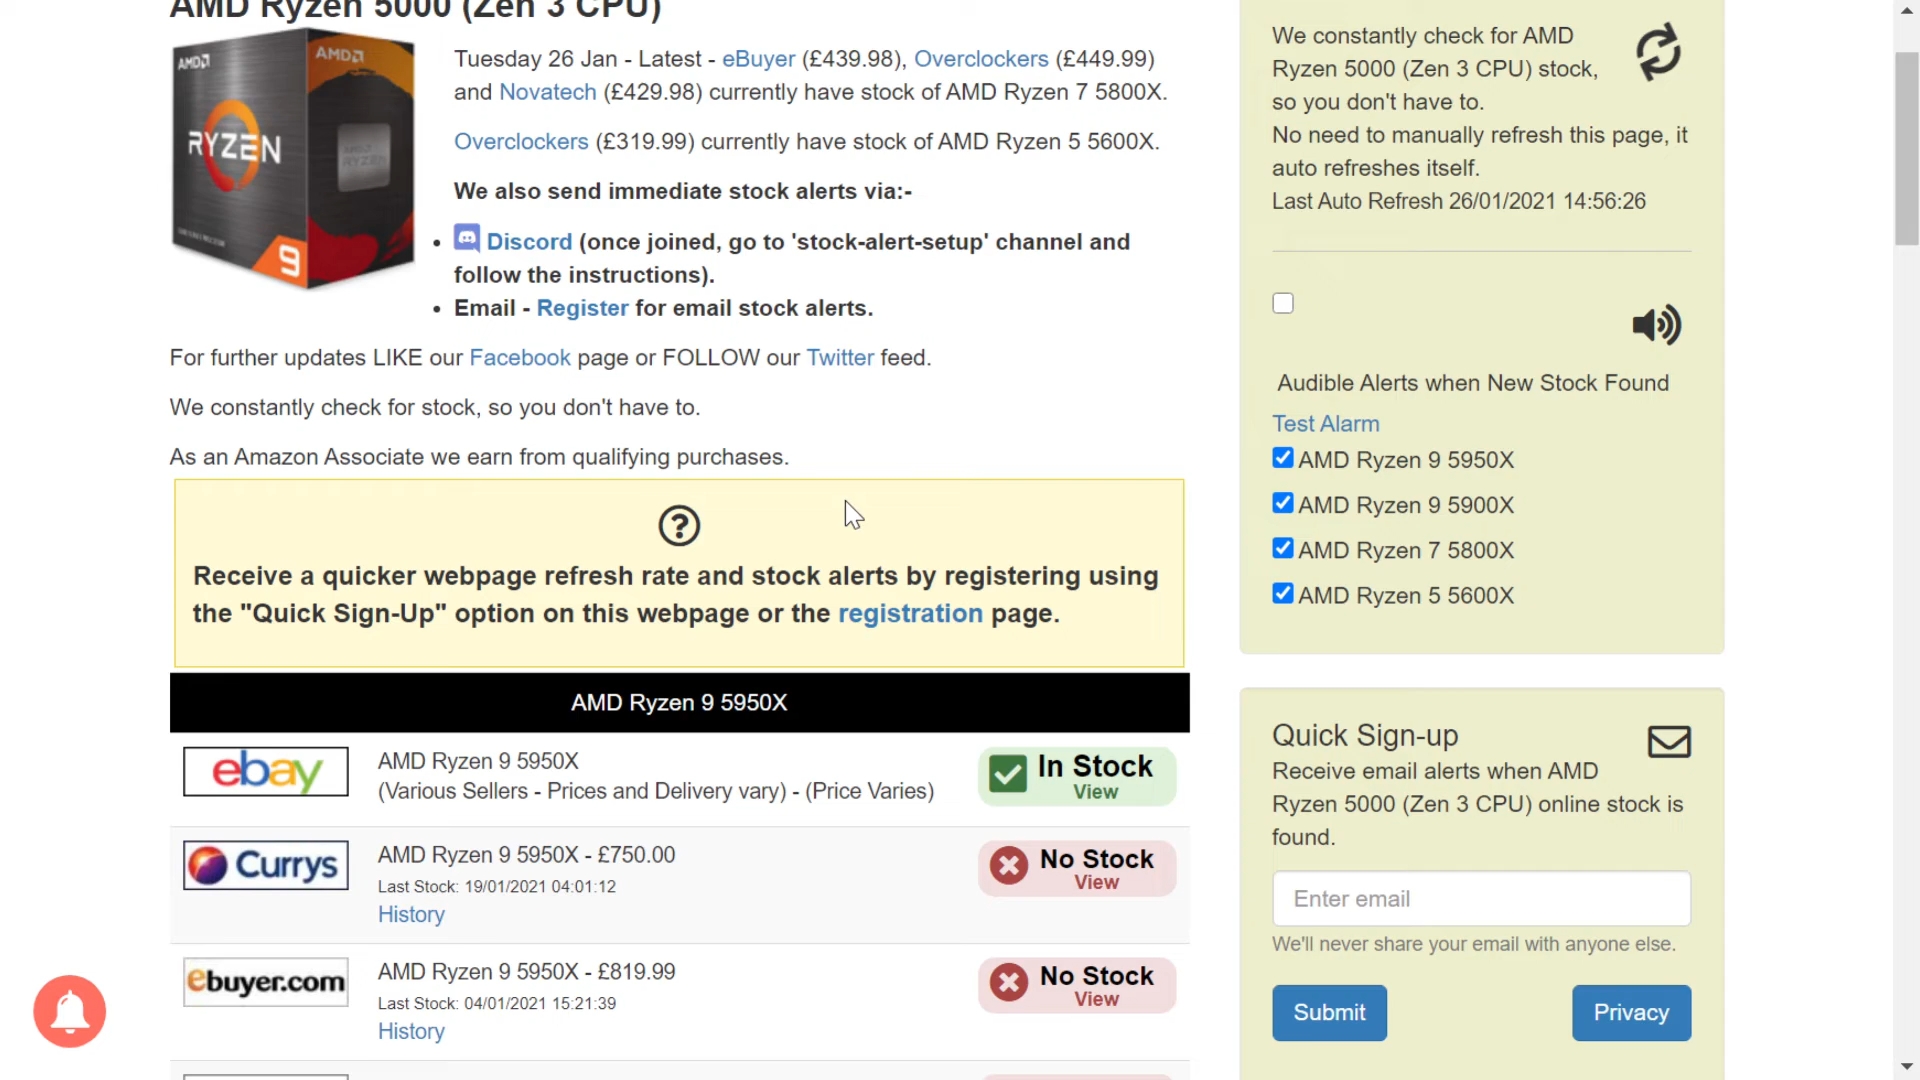 AMD Ryzen 5000 (Zen 3 CPU)
AMD
AMD
RYZEN
RYZEN
9
Tuesday 26 Jan - Latest - eBuyer (£439.98), Overclockers (£449.99)
and Novatech (£429.98) currently have stock of AMD Ryzen 7 5800X.
Overclockers (£319.99) currently have stock of AMD Ryzen 5 5600X.
We also send immediate stock alerts via:-
• Discord (once joined, go to 'stock-alert-setup' channel and
follow the instructions).
• Email - Register for email stock alerts.
For further updates LIKE our Facebook page or FOLLOW our Twitter feed.
We constantly check for stock, so you don't have to.
As an Amazon Associate we earn from qualifying purchases.
Receive a quicker webpage refresh rate and stock alerts by registering using
the "Quick Sign-Up" option on this webpage or the registration page.
AMD Ryzen 9 5950X
ebay
AMD Ryzen 9 5950X
(Various Sellers - Prices and Delivery vary) - (Price Varies)
In Stock
View
Currys
AMD Ryzen 9 5950X - £750.00
Last Stock: 19/01/2021 04:01:12
History
No Stock
View
ebuyer.com
AMD Ryzen 9 5950X - £819.99
Last Stock: 04/01/2021 15:21:39
History
No Stock
View
We constantly check for AMD
Ryzen 5000 (Zen 3 CPU) stock,
so you don't have to.
No need to manually refresh this page, it
auto refreshes itself.
Last Auto Refresh 26/01/2021 14:56:26
Audible Alerts when New Stock Found
Test Alarm
AMD Ryzen 9 5950X
AMD Ryzen 9 5900X
AMD Ryzen 7 5800X
AMD Ryzen 5 5600X
Quick Sign-up
Receive email alerts when AMD
Ryzen 5000 (Zen 3 CPU) online stock is
found.
Enter email
We'll never share your email with anyone else.
Submit
Privacy